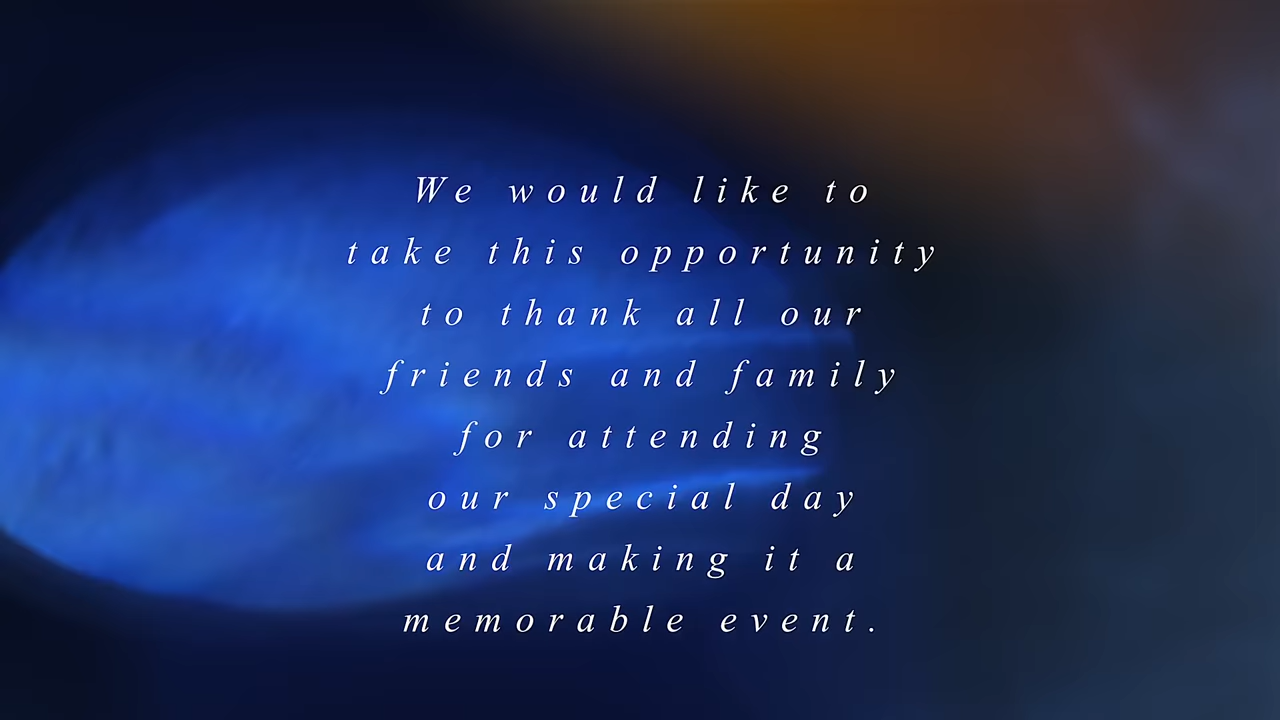 We would like to
take this opportunity
to thank all our
friends and family
for attending
our special day
and making it a
memorable event.